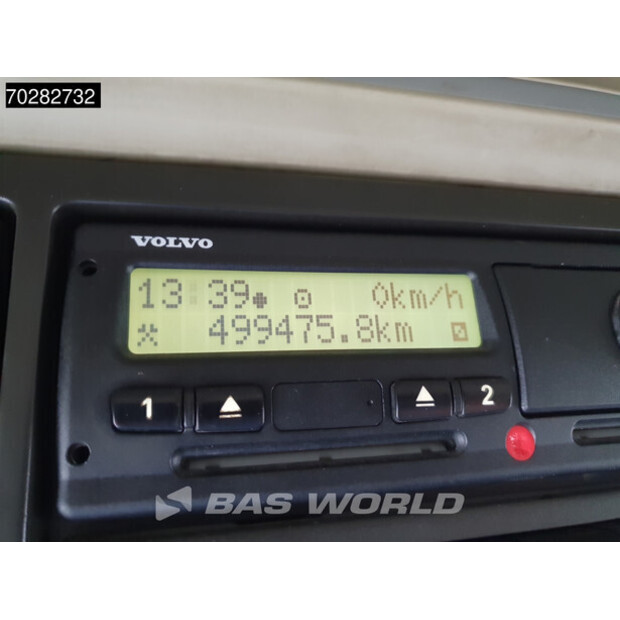 70282732
VOLVO
13:39 0km/h
499475.8km
1 2
BAS WORLD